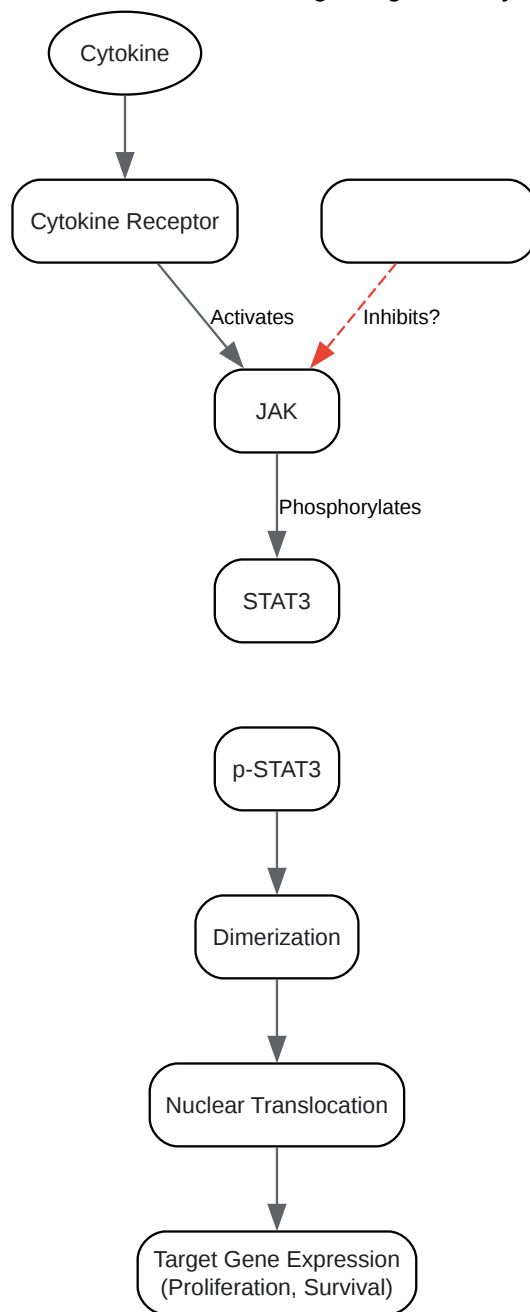 Cytokine
Cytokine Receptor
Activates
Inhibits?
JAK
Phosphorylates
STAT3
p-STAT3
Dimerization
Nuclear Translocation
Target Gene Expression
(Proliferation, Survival)